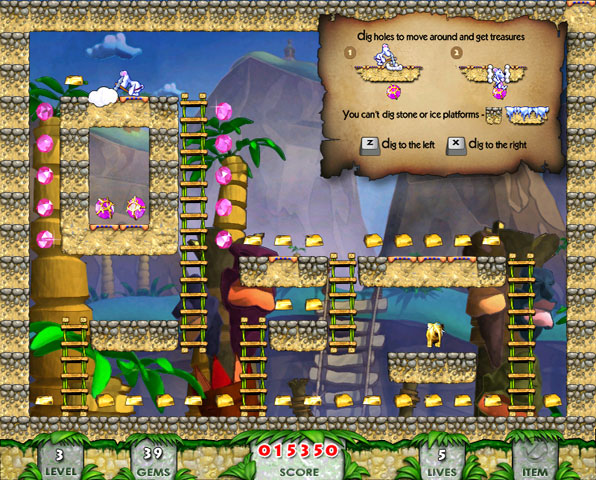 dig holes to move around and get treasures
1 2
You can't dig stone or ice platforms -
Z dig to the left X dig to the right
3 39 015350 5
LEVEL GEMS SCORE LIVES ITEM